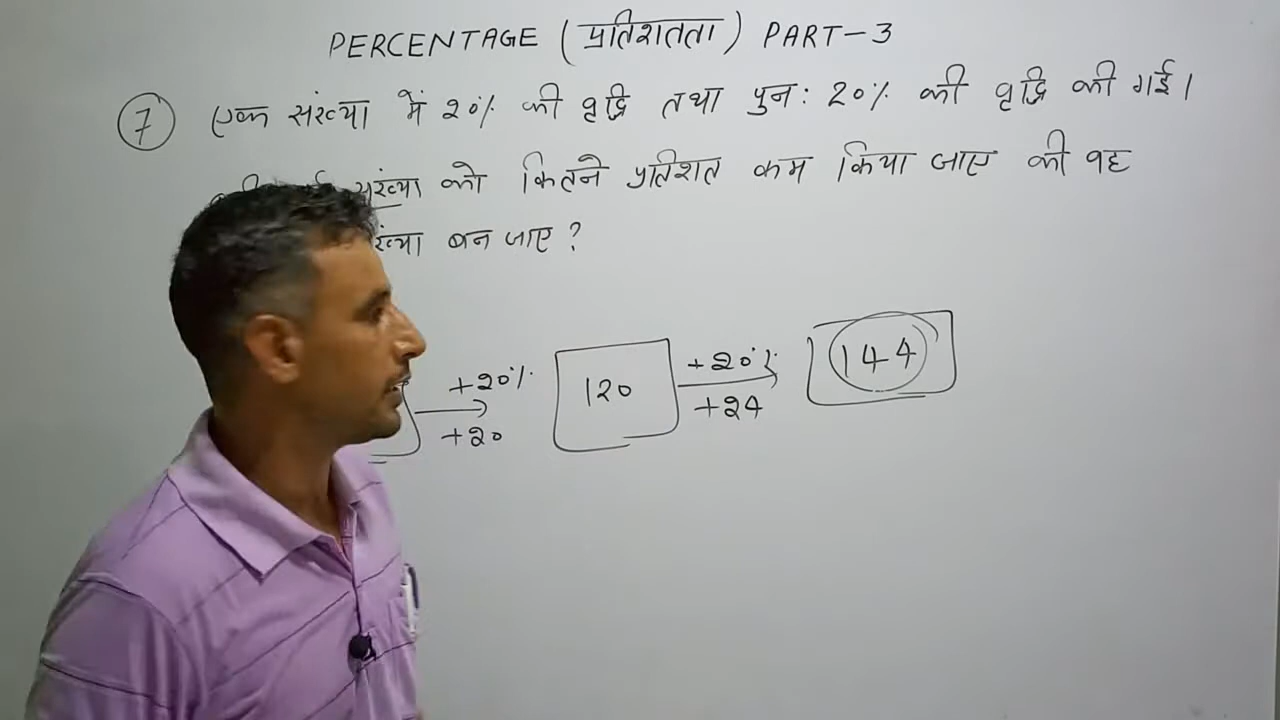 PERCENTAGE (प्रतिशतता) PART-3
7 एक संख्या में 20% की वृद्धि तथा पुनः 20% की वृद्धि की गई।
संख्या को कितने प्रतिशत कम किया जाए की वह
संख्या बन जाए ?
+20% 120 +20% 144
+20 +24